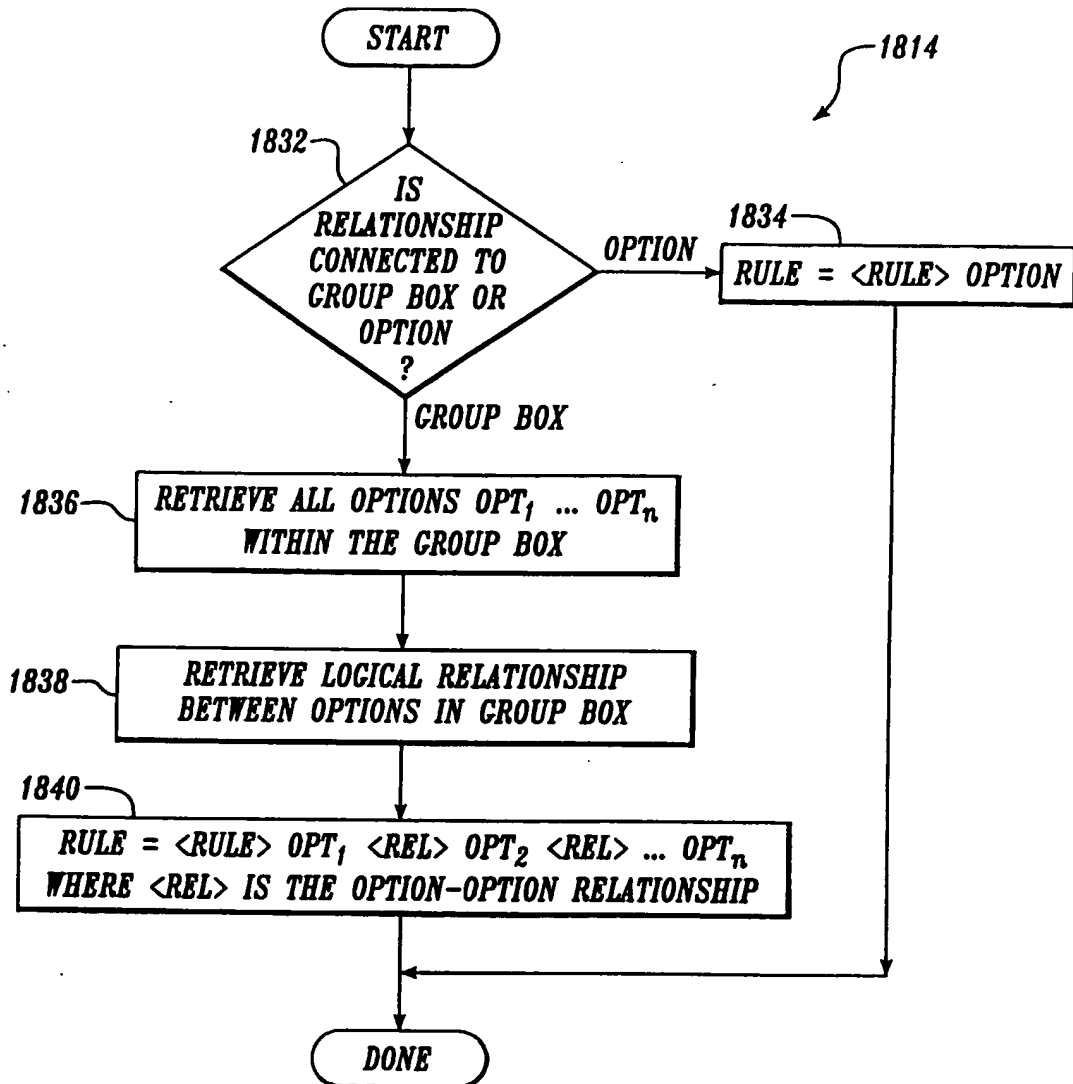 START
1814
1832
IS
RELATIONSHIP
CONNECTED TO
GROUP BOX OR
OPTION
?
OPTION
1834
RULE = <RULE> OPTION
GROUP BOX
1836
RETRIEVE ALL OPTIONS OPT₁ ... OPTₙ
WITHIN THE GROUP BOX
1838
RETRIEVE LOGICAL RELATIONSHIP
BETWEEN OPTIONS IN GROUP BOX
1840
RULE = <RULE> OPT₁ <REL> OPT₂ <REL> ... OPTₙ
WHERE <REL> IS THE OPTION-OPTION RELATIONSHIP
DONE